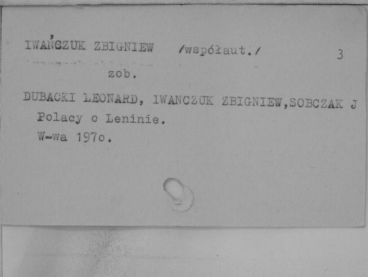 IWAŃCZUK ZBIGNIEW /współaut./ 3
zob.
DUBACKI LEONARD, IWANCZUK ZBIGNIEW,SOBCZAK J
Polacy o Leninie.
W-wa 197o.